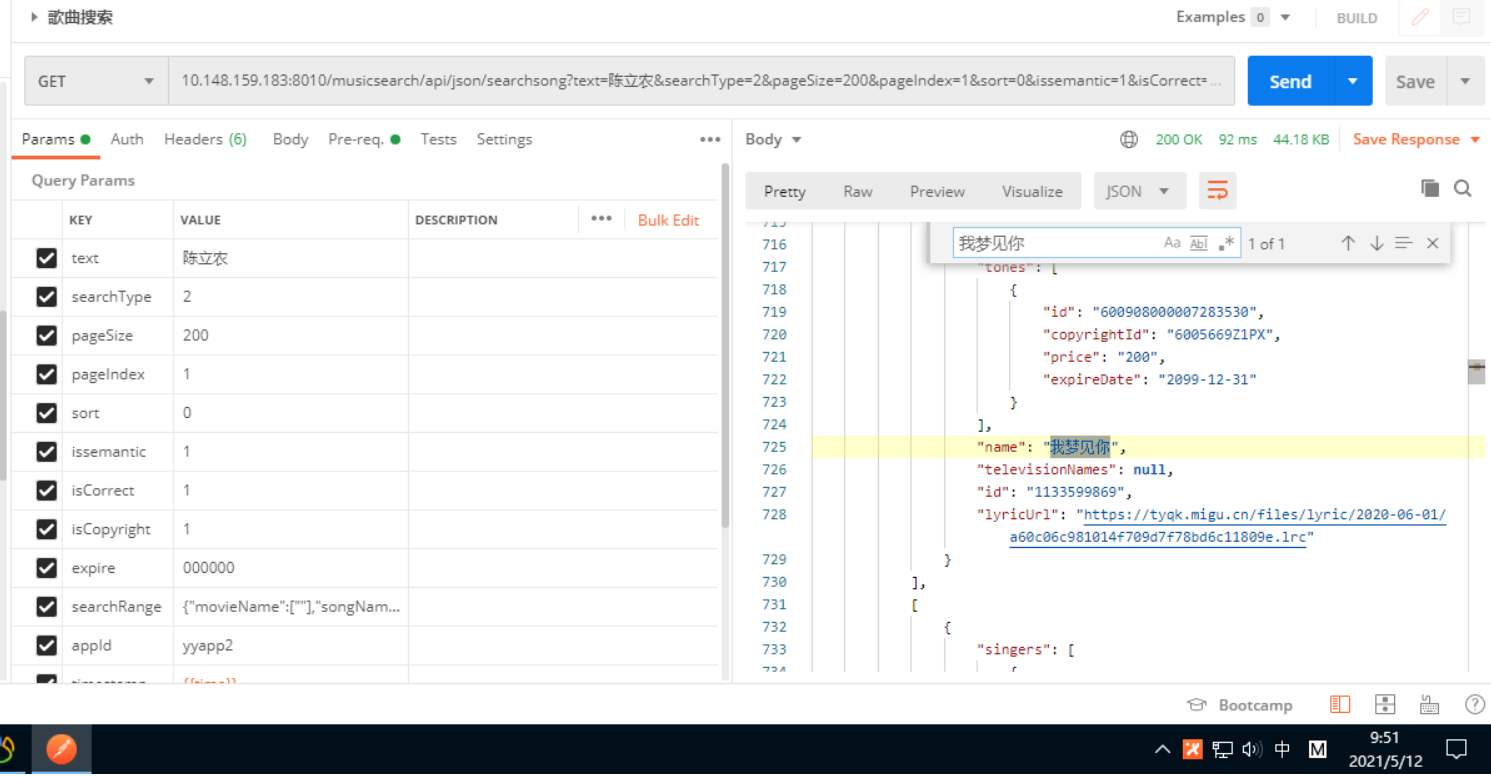 歌曲搜索
Examples 0
BUILD
GET
10.148.159.183:8010/musicsearch/api/json/searchsong?text=陈立农&searchType=2&pageSize=200&pageIndex=1&sort=0&issemantic=1&isCorrect= ...
Send
Save
Params
Auth
Headers (6)
Body
Pre-req.
Tests
Settings
Query Params
KEY VALUE DESCRIPTION
Bulk Edit
text 陈立农
searchType 2
pageSize 200
pageIndex 1
sort 0
issemantic 1
isCorrect 1
isCopyright 1
expire 000000
searchRange {"movieName":[""],"songNam...
appId yyapp2
timestamp {{time}}
Body
200 OK 92 ms 44.18 KB
Save Response
Pretty Raw Preview Visualize
JSON
我梦见你 Aa Abl .* 1 of 1
715
716
717 "tones": [
718 {
719 "id": "600908000007283530",
720 "copyrightId": "6005669Z1PX",
721 "price": "200",
722 "expireDate": "2099-12-31"
723 }
724 ],
725 "name": "我梦见你",
726 "televisionNames": null,
727 "id": "1133599869",
728 "lyricUrl": "https://tyqk.migu.cn/files/lyric/2020-06-01/
a60c06c981014f709d7f78bd6c11809e.lrc"
729 }
730 ],
731 [
732 {
733 "singers": [
734 {
Bootcamp
中
M
9:51
2021/5/12